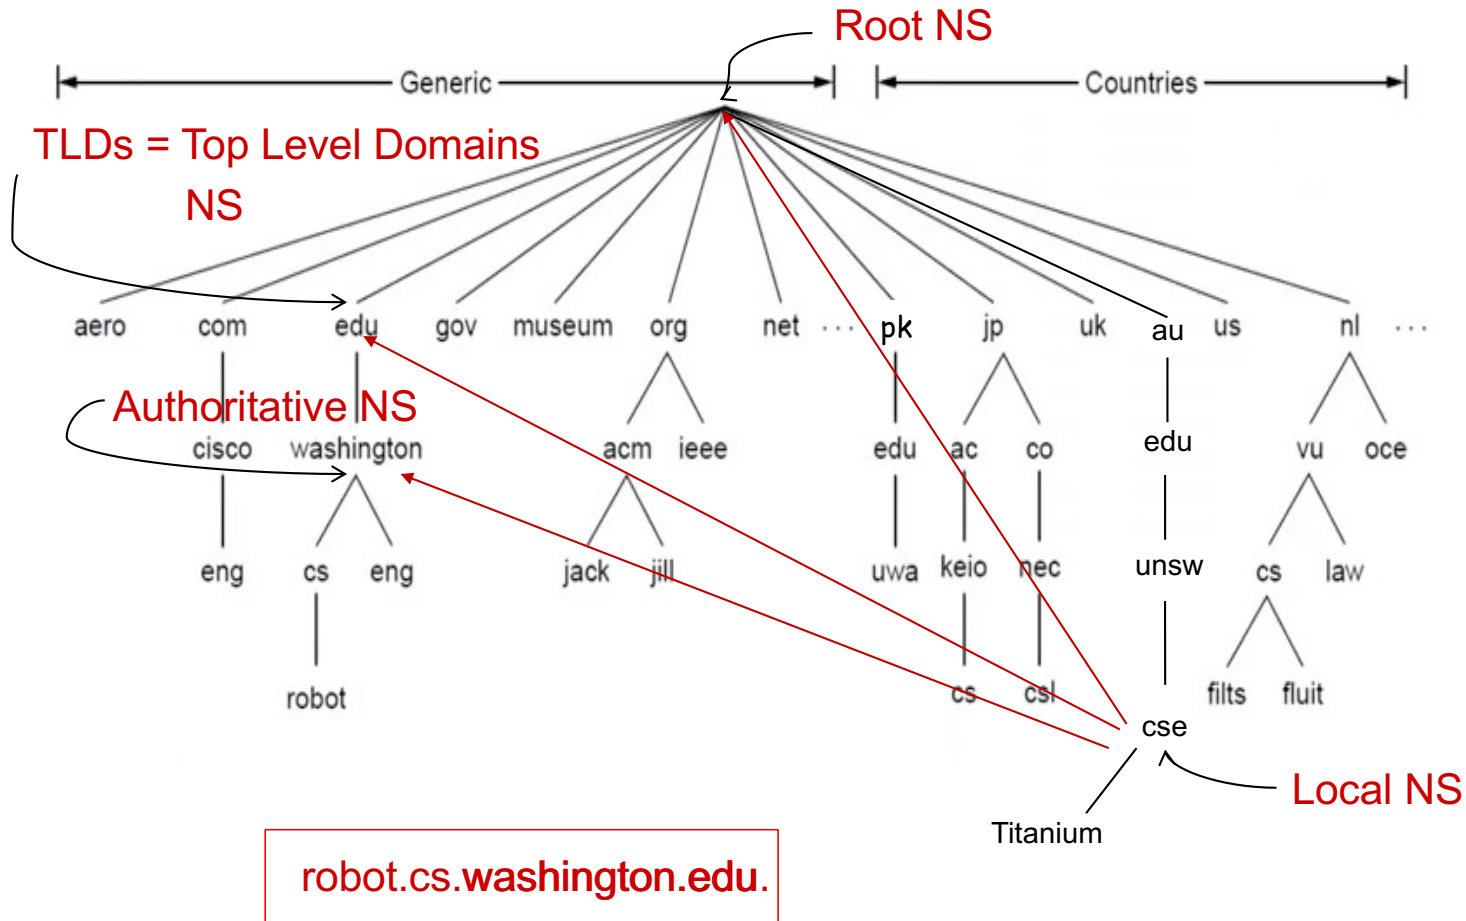 Root NS
Generic
Countries
TLDs = Top Level Domains
NS
aero com edu gov museum org net ... pk jp uk au us nl ...
Authoritative NS
cisco washington acm ieee edu ac co edu vu oce
eng cs eng jack jill uwa keio nec unsw cs law
robot cs csl filts fluit
cse
Local NS
Titanium
robot.cs.washington.edu.